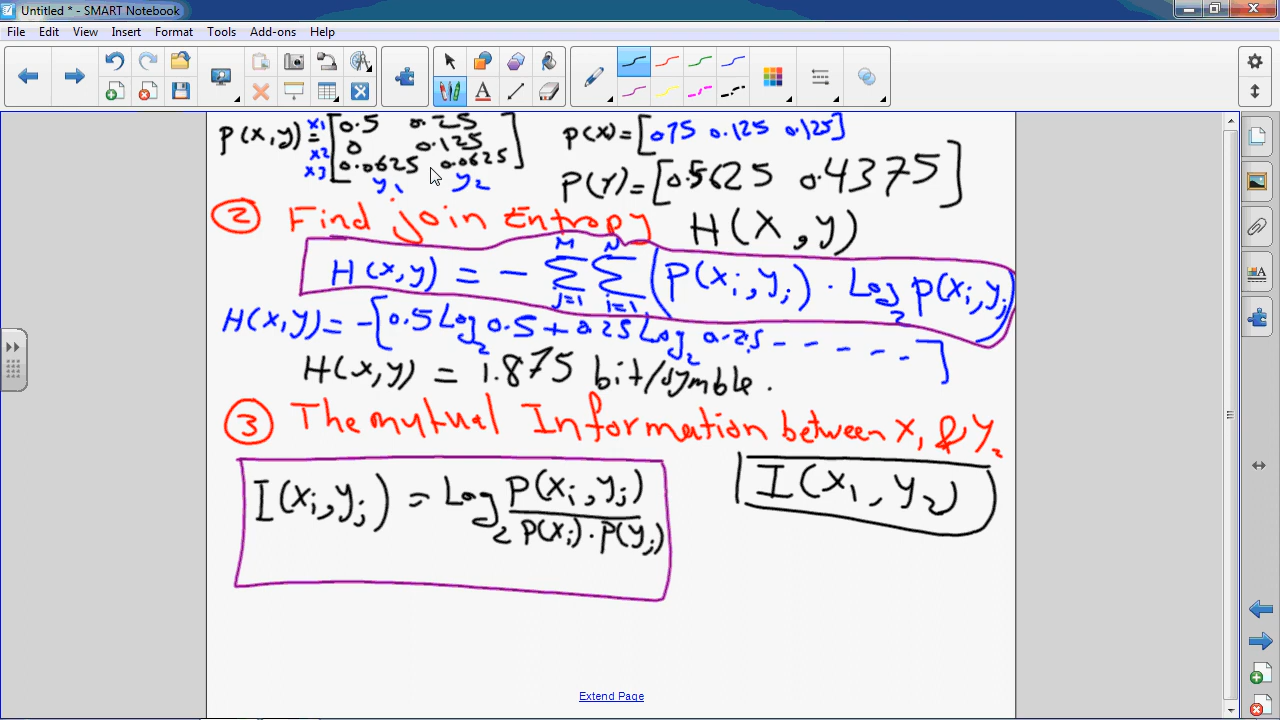 Untitled * - SMART Notebook
File Edit View Insert Format Tools Add-ons Help
P(X,y) = x1 [0.5 0.25
x2 0 0.125
x3 0.0625 0.0625]
y1 y2
P(X) = [0.75 0.125 0.125]
P(Y) = [0.5625 0.4375]
② Find join Entropy H(X,y)
H(X,y) = - M∑j=1 N∑i=1 (P(Xi,yj) . Log2 P(Xi,yj))
H(X,y) = -[0.5 Log2 0.5 + 0.25 Log2 0.25 - - - - - ]
H(X,y) = 1.875 bit/symble.
③ The mutual Information between X1 & Y2
I(Xi,yj) = Log2 P(Xi,yj) / P(Xi).P(yj)
I(X1,Y2)
Extend Page